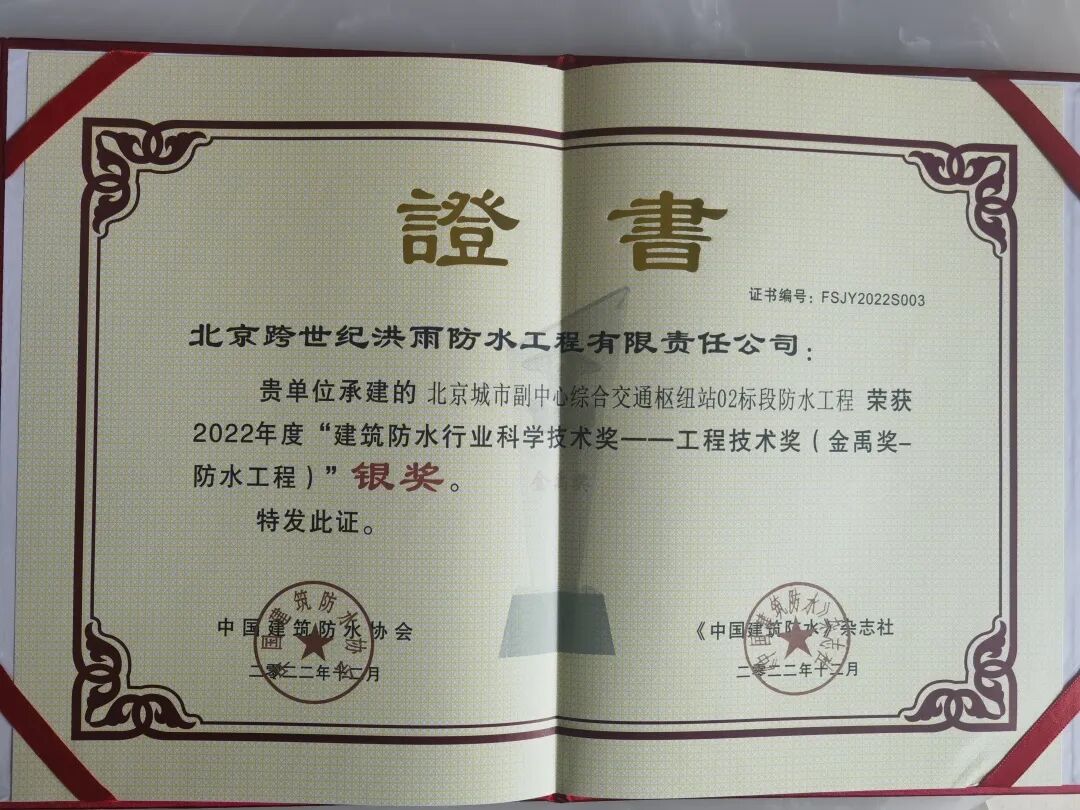 證書
证书编号：FSJY2022S003
北京跨世纪洪雨防水工程有限责任公司：
贵单位承建的 北京城市副中心综合交通枢纽站02标段防水工程 荣获
2022年度“建筑防水行业科学技术奖——工程技术奖（金禹奖-
防水工程）”银奖。
金禹奖
特发此证。
中国建筑防水协会
二零二二年十二月
《中国建筑防水》杂志社
二零二二年十二月